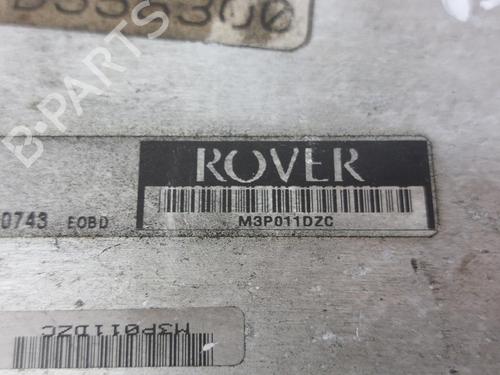 B-PARTS
ROVER
0743 EOBD
M3P011DZC
M3P011DZC